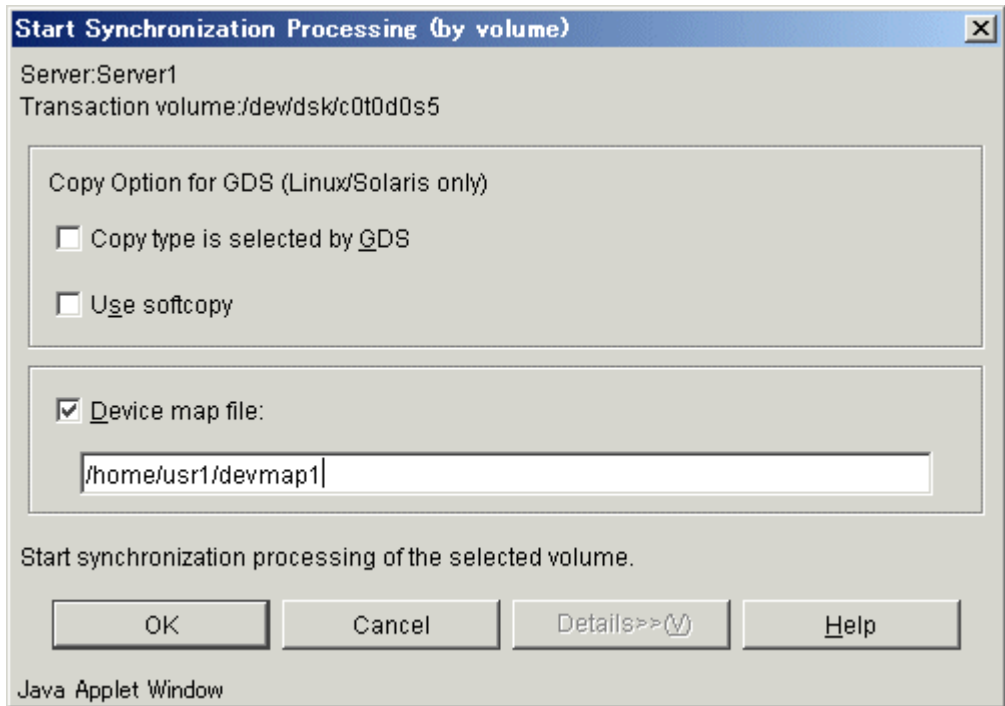 Start Synchronization Processing (by volume)
Server:Server1
Transaction volume:/dev/dsk/c0t0d0s5
Copy Option for GDS (Linux/Solaris only)
Copy type is selected by GDS
Use softcopy
Device map file:
/home/usr1/devmap1
Start synchronization processing of the selected volume.
OK Cancel Details>>(V) Help
Java Applet Window